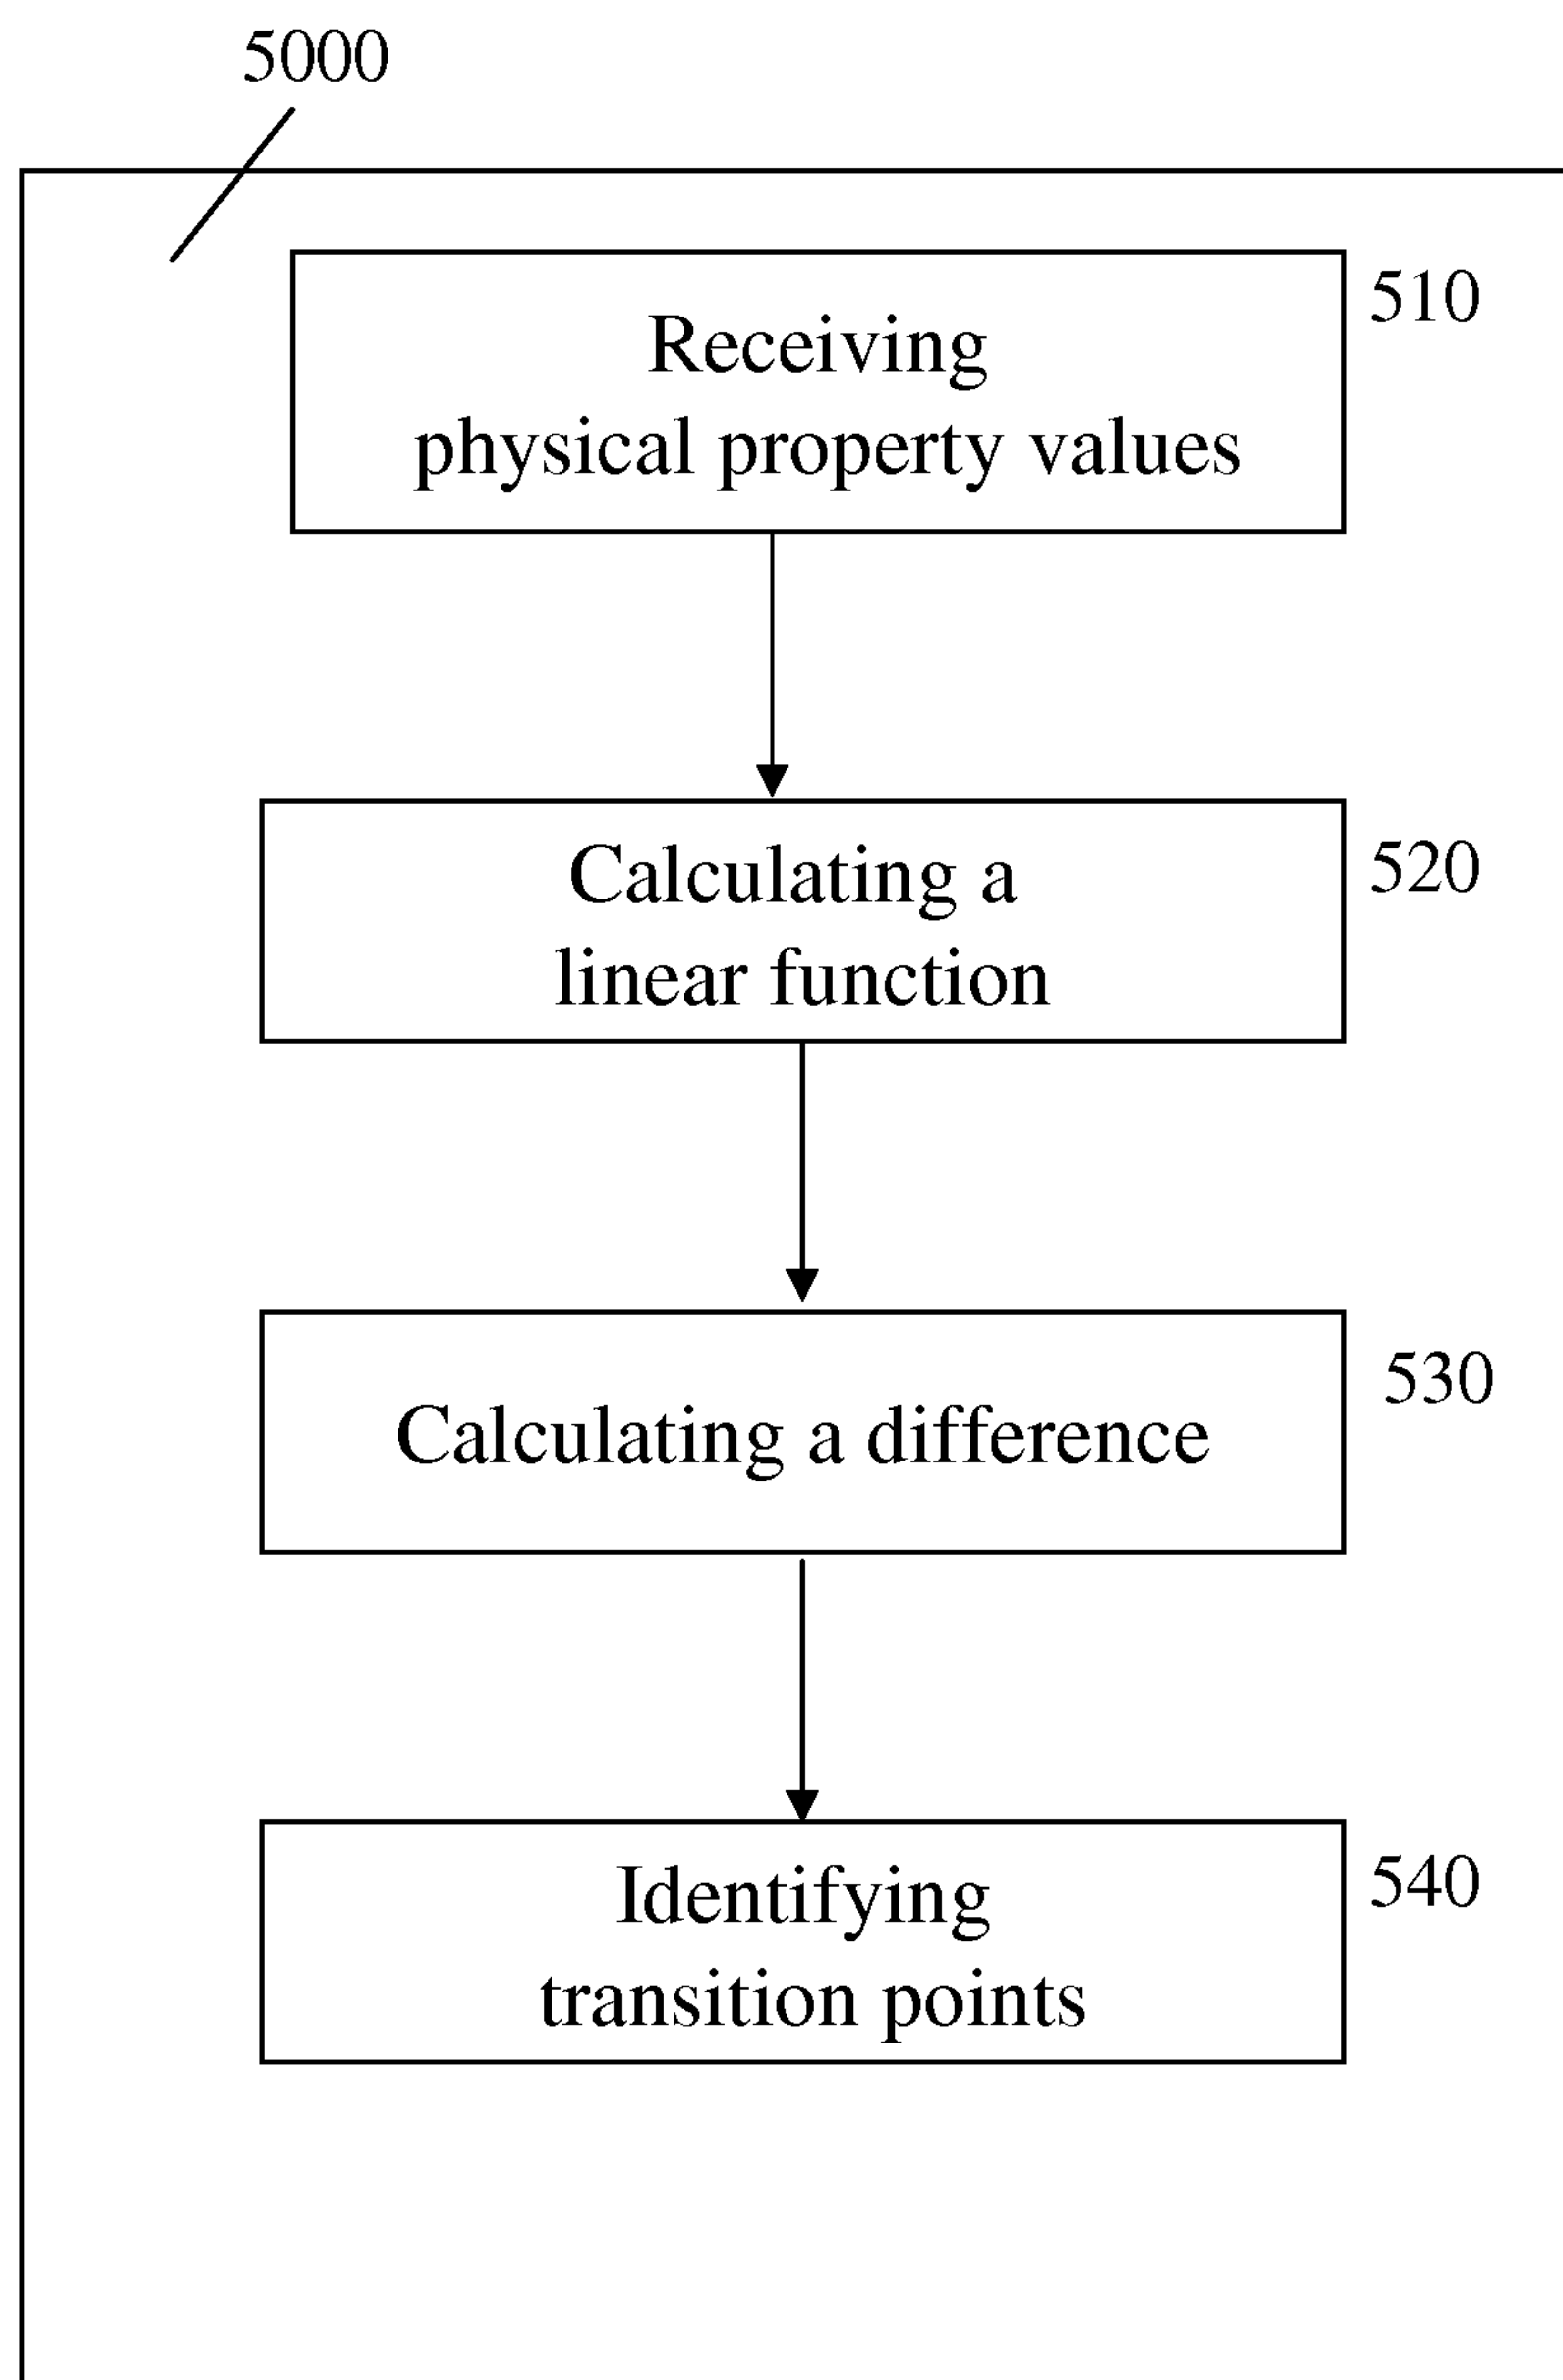 5000
510
Receiving
physical property values
520
Calculating a
linear function
530
Calculating a difference
540
Identifying
transition points